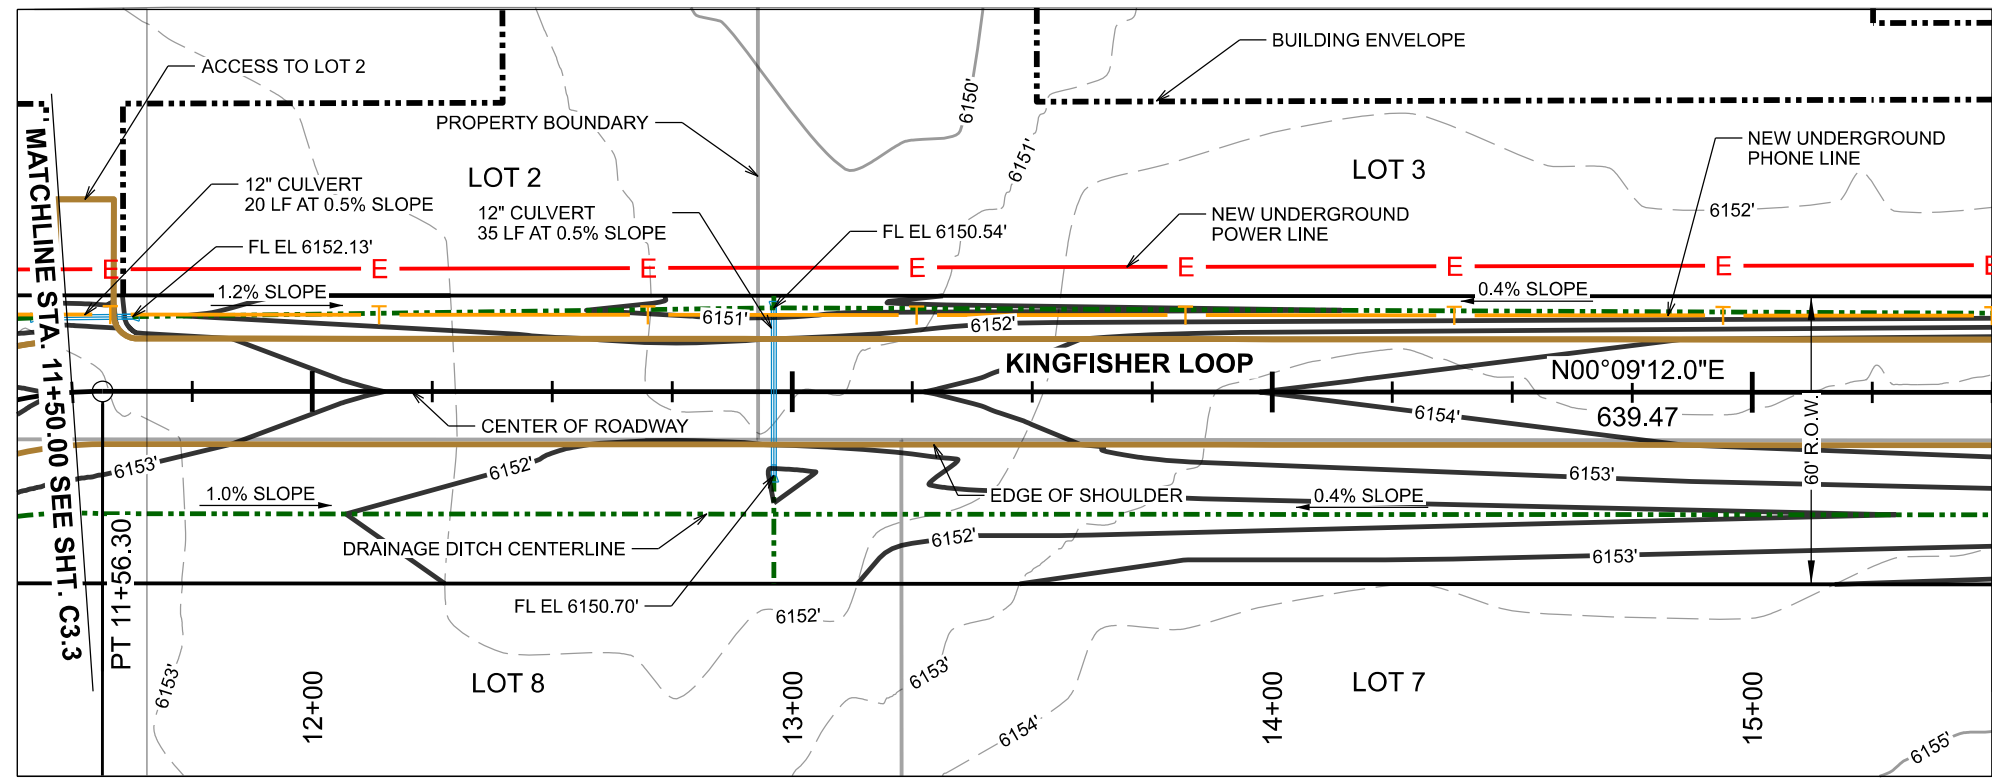 ACCESS TO LOT 2
BUILDING ENVELOPE
6150'
PROPERTY BOUNDARY
6151'
NEW UNDERGROUND
PHONE LINE
LOT 2
LOT 3
12" CULVERT
20 LF AT 0.5% SLOPE
12" CULVERT
35 LF AT 0.5% SLOPE
NEW UNDERGROUND
POWER LINE
6152'
FL EL 6152.13'
FL EL 6150.54'
E
E
E
E
E
E
E
E
1.2% SLOPE
0.4% SLOPE
T
T
T
T
T
T
T
T
6151'
6152'
KINGFISHER LOOP
N00°09'12.0"E
639.47
6154'
CENTER OF ROADWAY
60' R.O.W.
6153'
6152'
6153'
1.0% SLOPE
EDGE OF SHOULDER
0.4% SLOPE
DRAINAGE DITCH CENTERLINE
6152'
6153'
FL EL 6150.70'
6152'
MATCHLINE STA. 11+50.00 SEE SHT. C3.3
PT 11+56.30
6153'
LOT 8
6153'
LOT 7
6154'
6155'
12+00
13+00
14+00
15+00